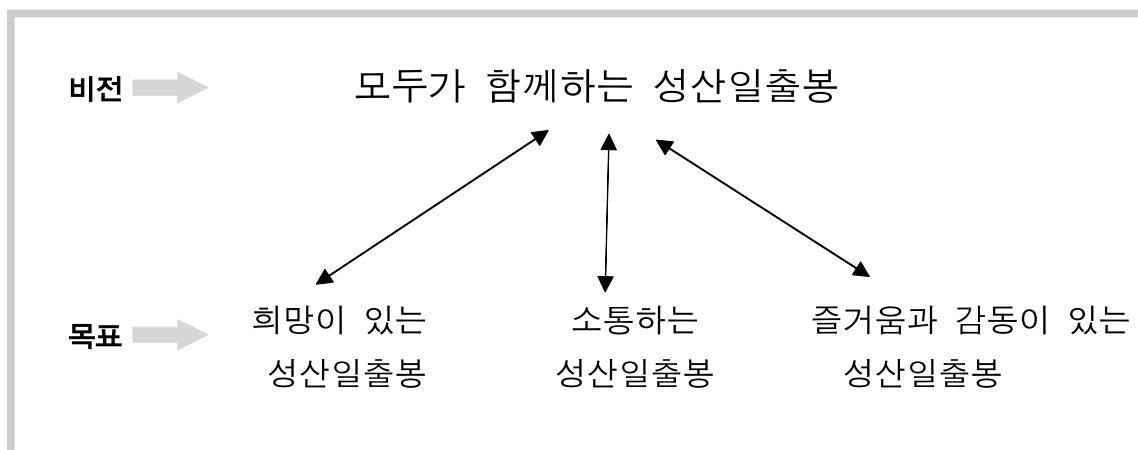 비전 모두가 함께하는 성산일출봉
목표
희망이 있는
성산일출봉
소통하는
성산일출봉
즐거움과 감동이 있는
성산일출봉